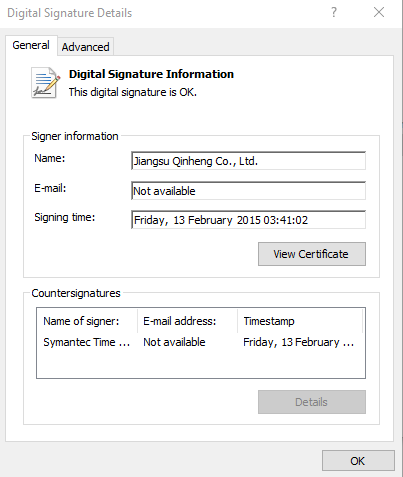 Digital Signature Details
General Advanced
Digital Signature Information
This digital signature is OK.
Signer information
Name: Jiangsu Qinheng Co., Ltd.
E-mail: Not available
Signing time: Friday, 13 February 2015 03:41:02
View Certificate
Countersignatures
Name of signer: E-mail address: Timestamp
Symantec Time ... Not available Friday, 13 February ...
Details
OK